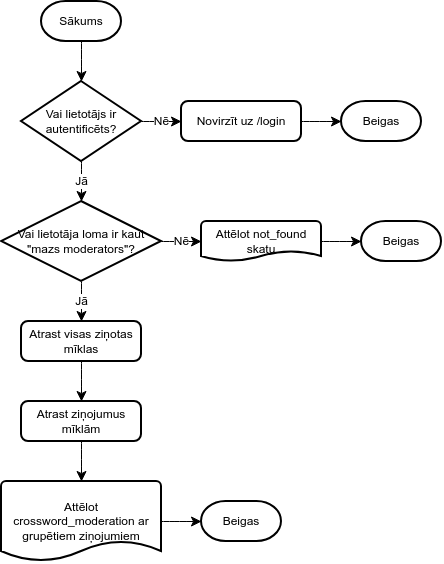 Sākums
Vai lietotājs ir
autentificēts?
Nē
Novirzīt uz /login
Beigas
Jā
Vai lietotāja loma ir kaut
"mazs moderators"?
Nē
Attēlot not_found
skatu
Beigas
Jā
Atrast visas ziņotas
mīklas
Atrast ziņojumus
mīklām
Attēlot
crossword_moderation ar
grupētiem ziņojumiem
Beigas